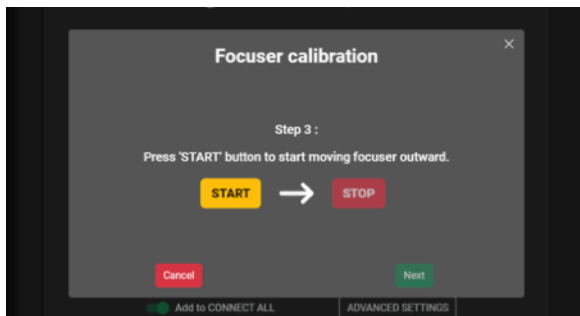 Focuser calibration
Step 3 :
Press 'START' button to start moving focuser outward.
START
STOP
Cancel
Next
Add to CONNECT ALL
ADVANCED SETTINGS